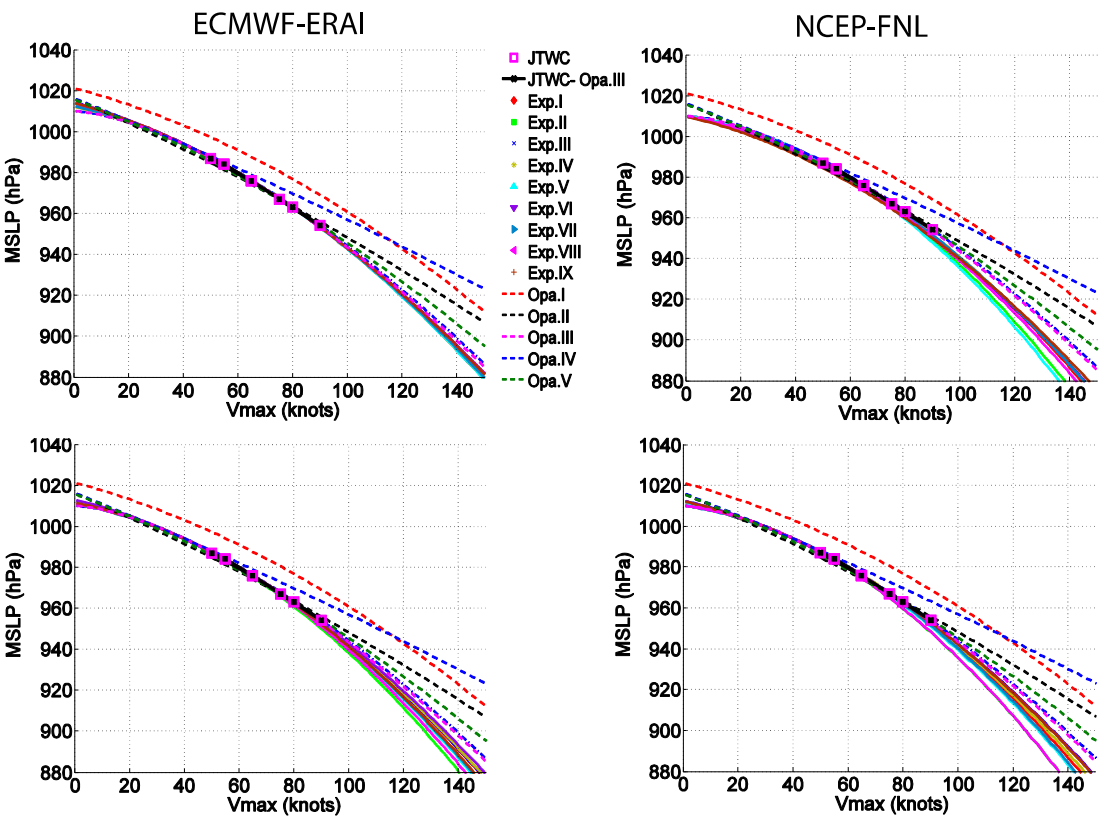 ECMWF-ERAI
NCEP-FNL
1040
1020
1000
980
960
940
920
900
880
MSLP (hPa)
0 20 40 60 80 100 120 140
Vmax (knots)
JTWC
JTWC- Opa.III
Exp.I
Exp.II
Exp.III
Exp.IV
Exp.V
Exp.VI
Exp.VII
Exp.VIII
Exp.IX
Opa.I
Opa.II
Opa.III
Opa.IV
Opa.V
1040
1020
1000
980
960
940
920
900
880
MSLP (hPa)
0 20 40 60 80 100 120 140
Vmax (knots)
1040
1020
1000
980
960
940
920
900
880
MSLP (hPa)
0 20 40 60 80 100 120 140
Vmax (knots)
1040
1020
1000
980
960
940
920
900
880
MSLP (hPa)
0 20 40 60 80 100 120 140
Vmax (knots)